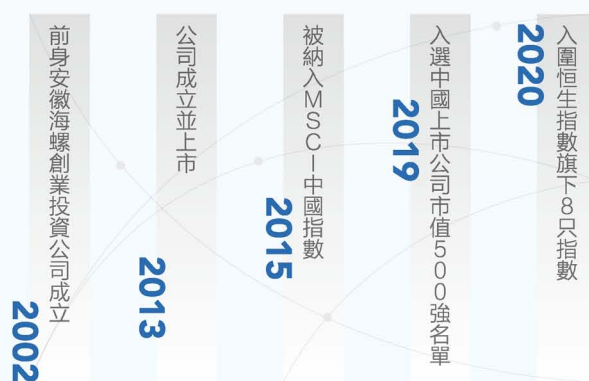 2002
前身安徽海螺創業投資公司成立
2013
公司成立並上市
2015
被納入MSCI中國指數
2019
入選中國上市公司市值500強名單
2020
入圍恒生指數旗下8只指數